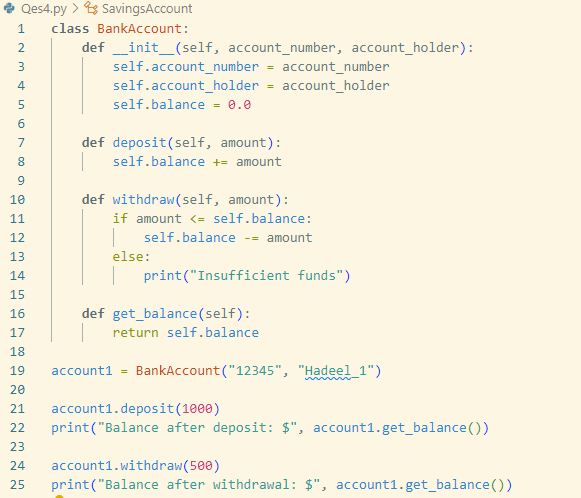 Qes4.py > SavingsAccount
1 class BankAccount:
2     def __init__(self, account_number, account_holder):
3         self.account_number = account_number
4         self.account_holder = account_holder
5         self.balance = 0.0
6
7     def deposit(self, amount):
8         self.balance += amount
9
10     def withdraw(self, amount):
11         if amount <= self.balance:
12             self.balance -= amount
13         else:
14             print("Insufficient funds")
15
16     def get_balance(self):
17         return self.balance
18
19 account1 = BankAccount("12345", "Hadeel_1")
20
21 account1.deposit(1000)
22 print("Balance after deposit: $", account1.get_balance())
23
24 account1.withdraw(500)
25 print("Balance after withdrawal: $", account1.get_balance())